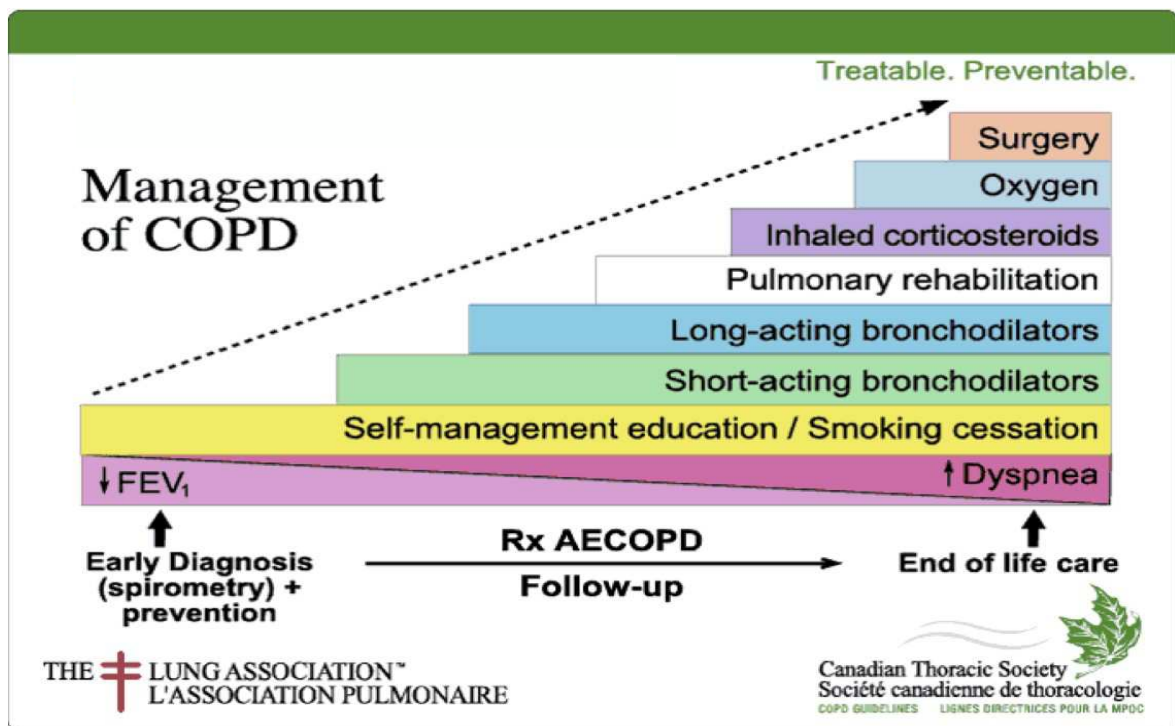 Treatable. Preventable.
Management
of COPD
Surgery
Oxygen
Inhaled corticosteroids
Pulmonary rehabilitation
Long-acting bronchodilators
Short-acting bronchodilators
Self-management education / Smoking cessation
↓ FEV₁
↑ Dyspnea
Early Diagnosis
(spirometry) +
prevention
Rx AECOPD
Follow-up
End of life care
THE LUNG ASSOCIATION™
L'ASSOCIATION PULMONAIRE
Canadian Thoracic Society
Société canadienne de thoracologie
COPD GUIDELINES LIGNES DIRECTRICES POUR LA MPOC